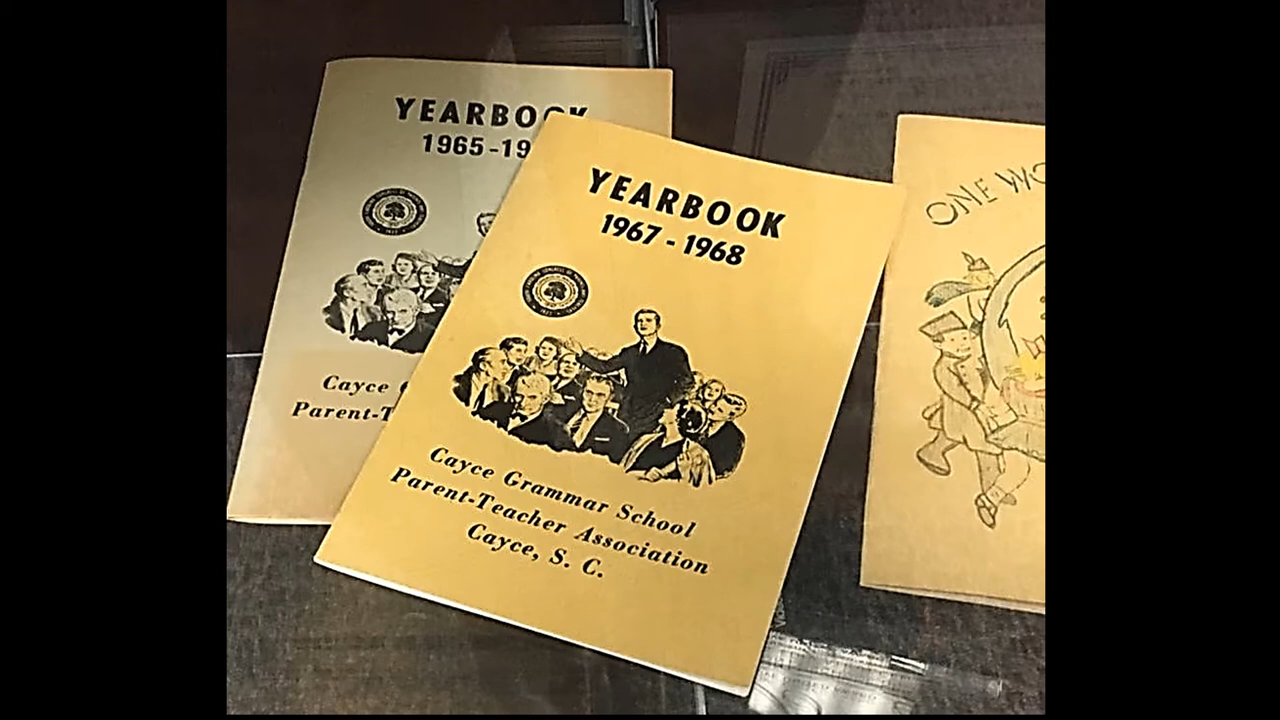 YEARBOOK
1965-19
Cayce
Parent-T
YEARBOOK
1967 - 1968
Cayce Grammar School
Parent-Teacher Association
Cayce, S. C.
ONE WO